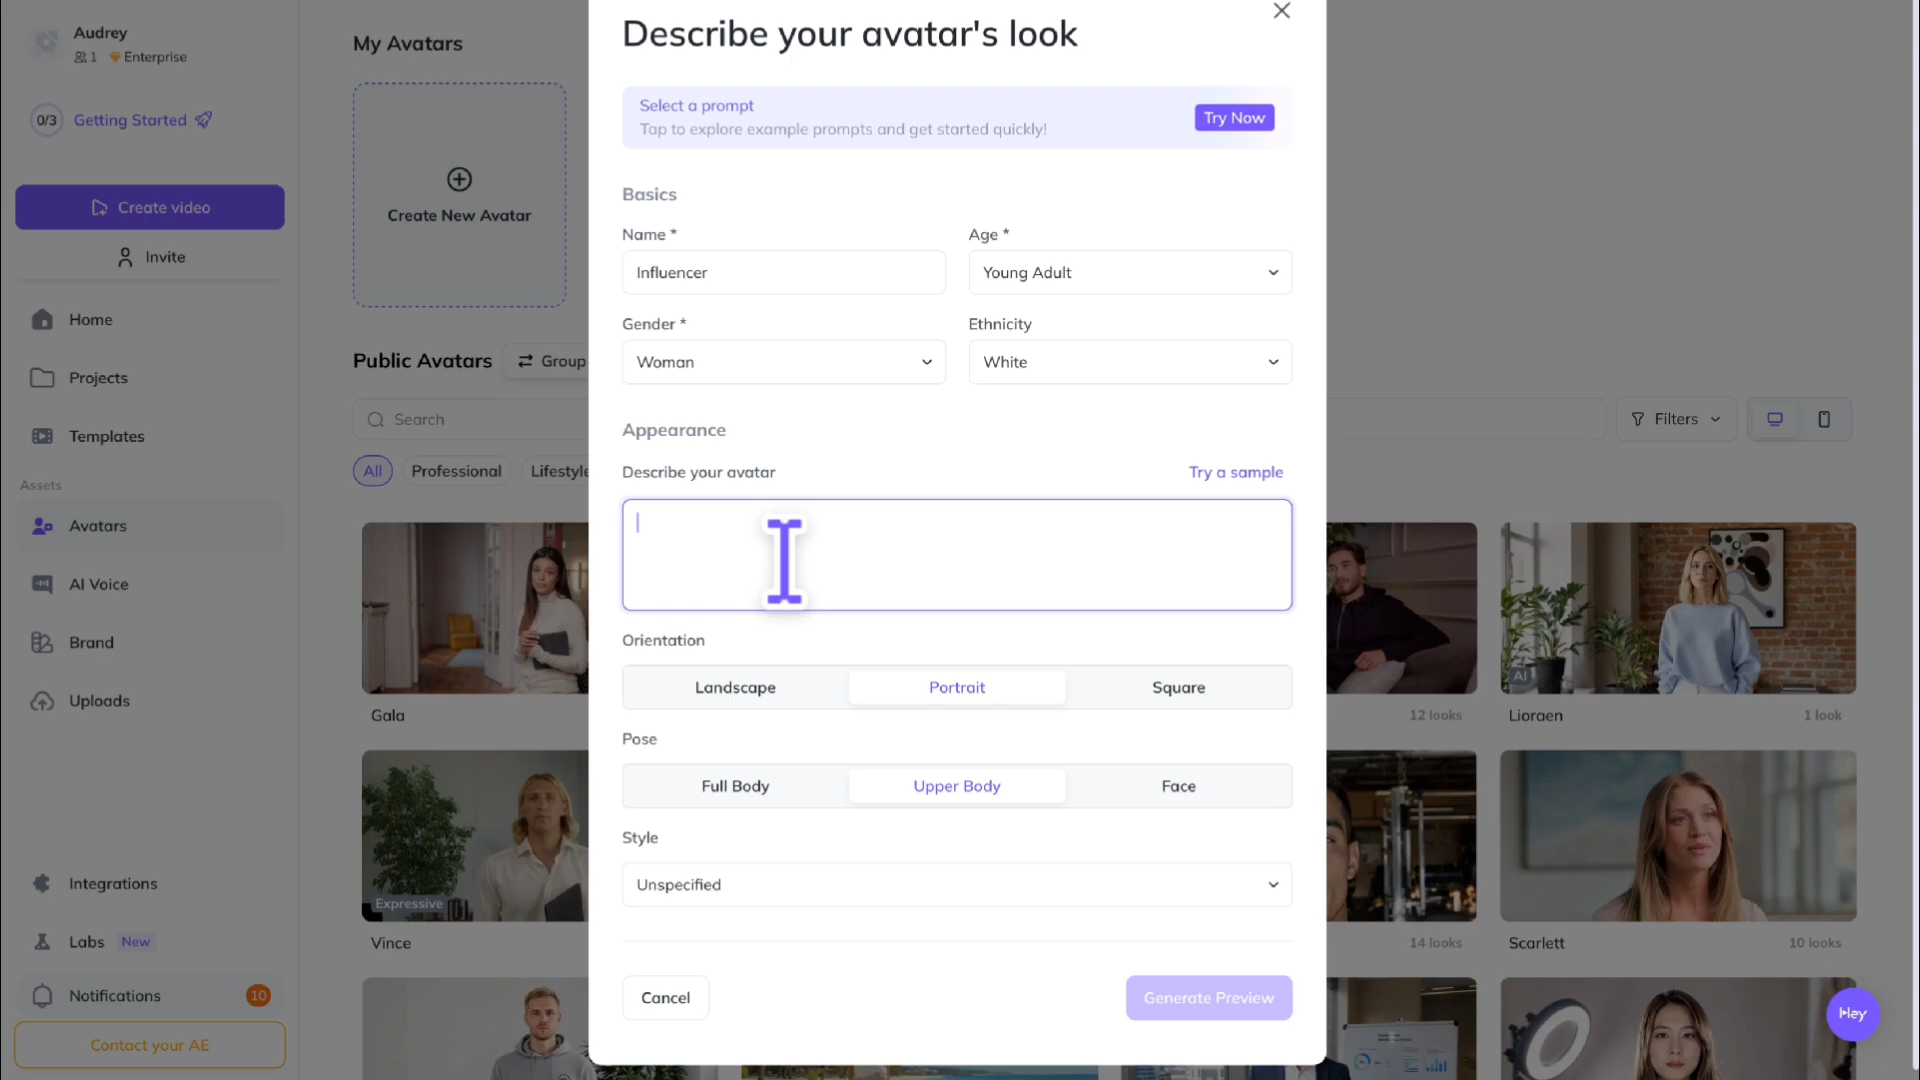 Audrey
1 Enterprise
0/3 Getting Started
Create video
Invite
Home
Projects
Templates
Assets
Avatars
AI Voice
Brand
Uploads
Integrations
Labs New
Notifications 10
Contact your AE
My Avatars
Create New Avatar
Public Avatars Group
Search
Filters
All Professional Lifestyle
Gala
12 looks
AI
Lioraen 1 look
Expressive
Vince
14 looks
Scarlett 10 looks
Describe your avatar's look
Select a prompt
Tap to explore example prompts and get started quickly!
Try Now
Basics
Name * Age *
Influencer Young Adult
Gender * Ethnicity
Woman White
Appearance
Describe your avatar Try a sample
Orientation
Landscape Portrait Square
Pose
Full Body Upper Body Face
Style
Unspecified
Cancel Generate Preview
Hey